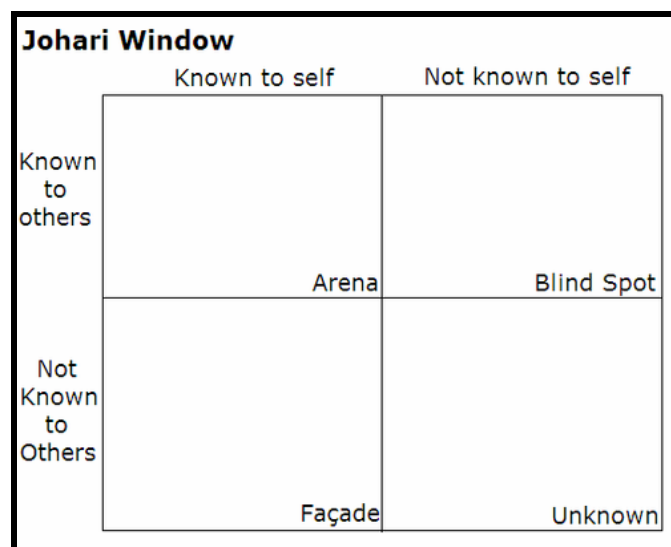 Johari Window
Known to self
Not known to self
Known
to
others
Arena
Blind Spot
Not
Known
to
Others
Façade
Unknown